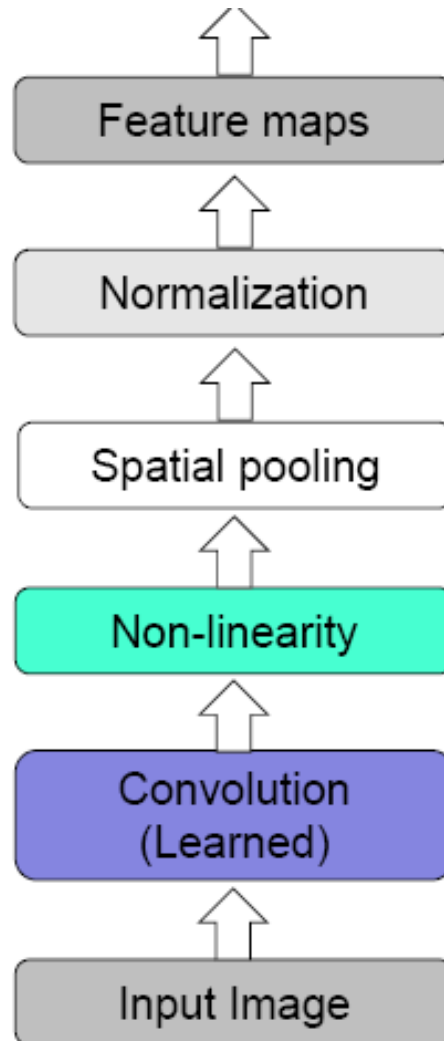 Feature maps
Normalization
Spatial pooling
Non-linearity
Convolution
(Learned)
Input Image